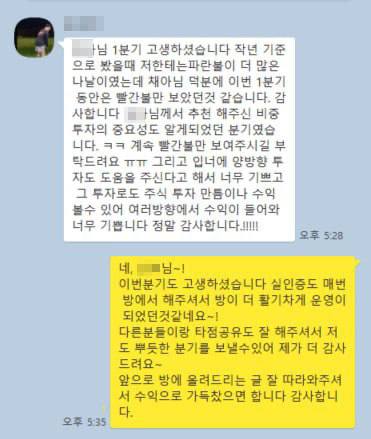 아님 1분기 고생하셨습니다 작년 기준
으로 봤을때 저한테는파란불이 더 많은
나날이였는데 채아님 덕분에 이번 1분기
동안은 빨간불만 보았던것 같습니다. 감
사합니다 아님께서 추천 해주신 비중
투자의 중요성도 알게되었던 분기였습
니다. ㅋㅋ 계속 빨간불만 보여주시길 부
탁드려요 ㅠㅠ 그리고 입너에 양방향 투
자도 도움을 주신다고 해서 너무 기쁘고
그 투자로도 주식 투자 만틈이나 수익
볼수 있어 여러방향에서 수익이 들어와
너무 기쁩니다 정말 감사합니다.!!!!!
오후 5:28
네, 님~!
이번분기도 고생하셨습니다 실인증도 매번
방에서 해주셔서 방이 더 활기차게 운영이
되었던것같네요~!
다른분들이랑 타점공유도 잘 해주셔서 저
도 뿌듯한 분기를 보낼수있어 제가 더 감사
드려요~
앞으로 방에 올려드리는 글 잘 따라와주셔
서 수익으로 가득찼으면 합니다 감사합니
다.
오후 5:35